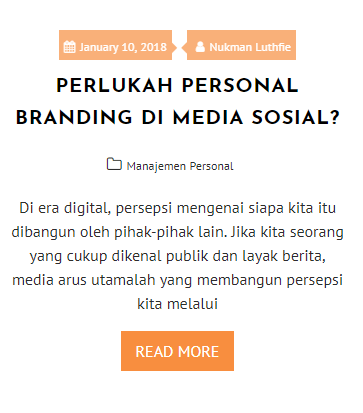 January 10, 2018 Nukman Luthfie
PERLUKAH PERSONAL
BRANDING DI MEDIA SOSIAL?
Manajemen Personal
Di era digital, persepsi mengenai siapa kita itu
dibangun oleh pihak-pihak lain. Jika kita seorang
yang cukup dikenal publik dan layak berita,
media arus utamalah yang membangun persepsi
kita melalui
READ MORE